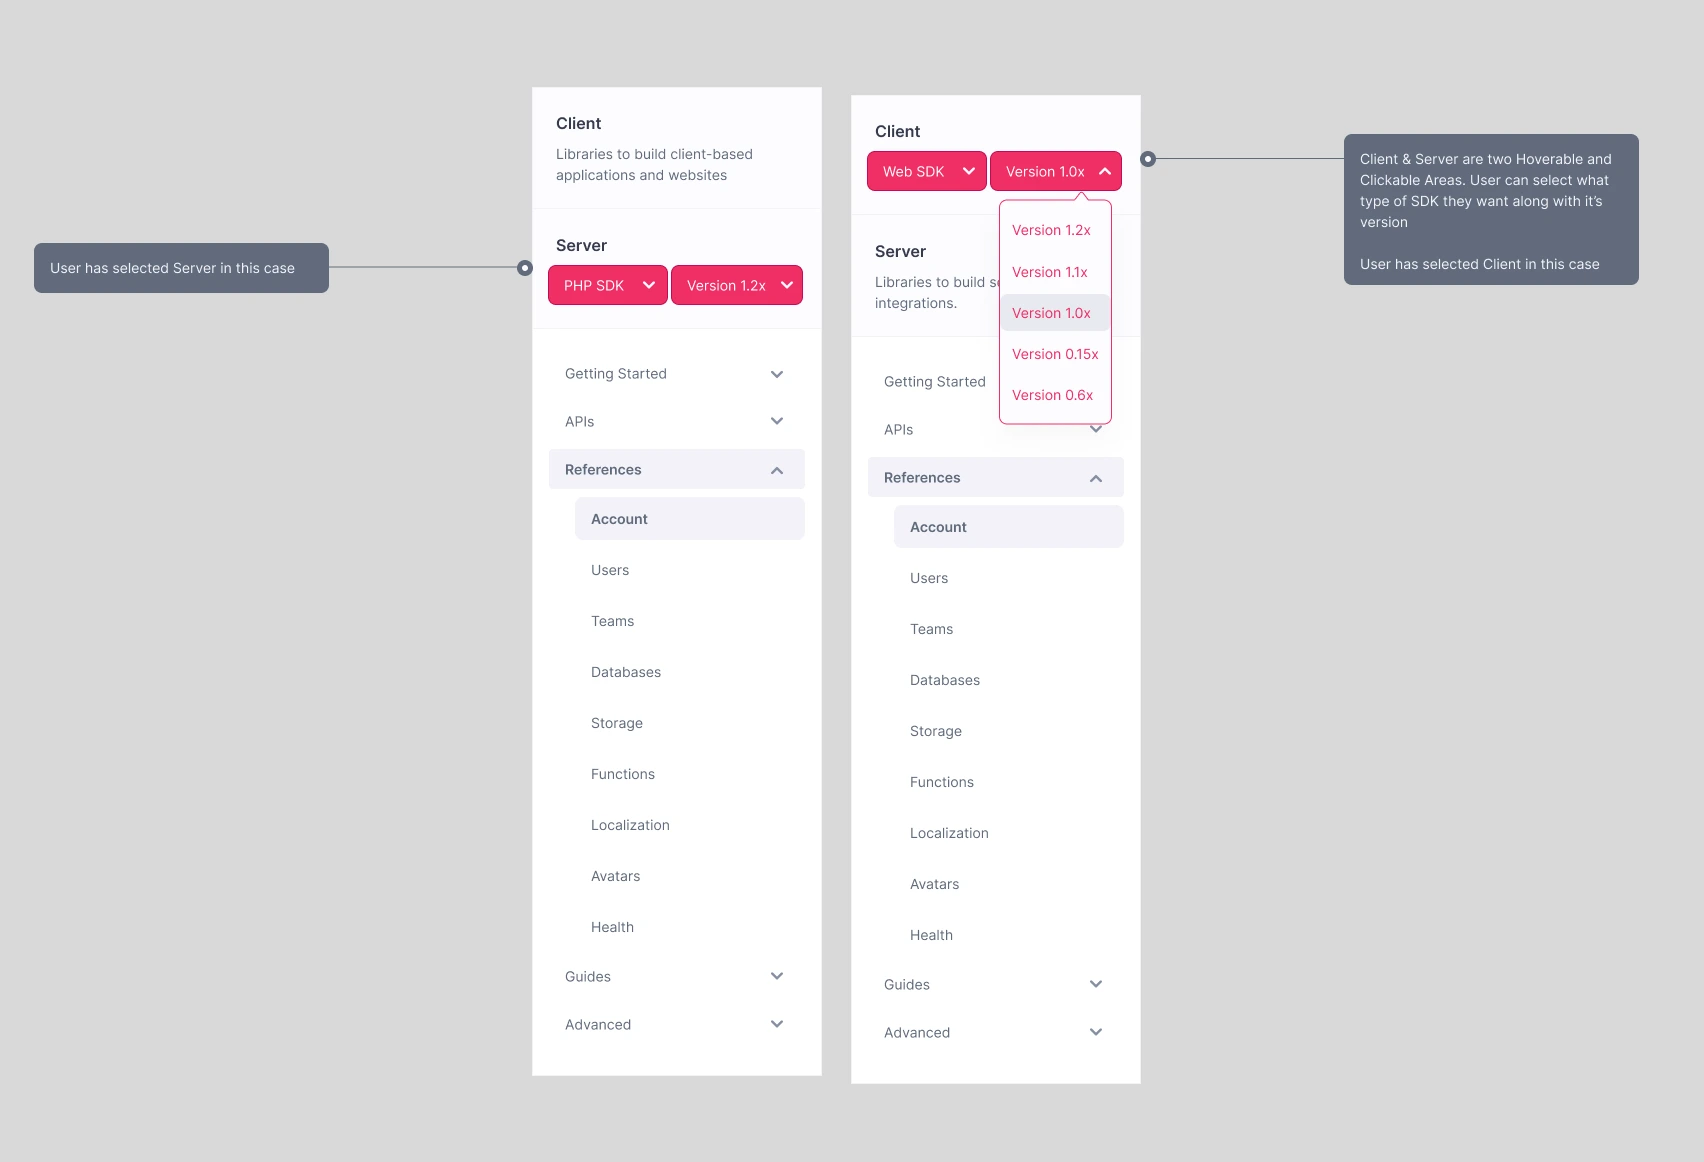 User has selected Server in this case
Client
Libraries to build client-based
applications and websites
Server
PHP SDK
Version 1.2x
Getting Started
APIs
References
Account
Users
Teams
Databases
Storage
Functions
Localization
Avatars
Health
Guides
Advanced
Client
Web SDK
Version 1.0x
Version 1.2x
Version 1.1x
Version 1.0x
Version 0.15x
Version 0.6x
Server
Libraries to build
integrations.
Getting Started
APIs
References
Account
Users
Teams
Databases
Storage
Functions
Localization
Avatars
Health
Guides
Advanced
Client & Server are two Hoverable and
Clickable Areas. User can select what
type of SDK they want along with it’s
version
User has selected Client in this case